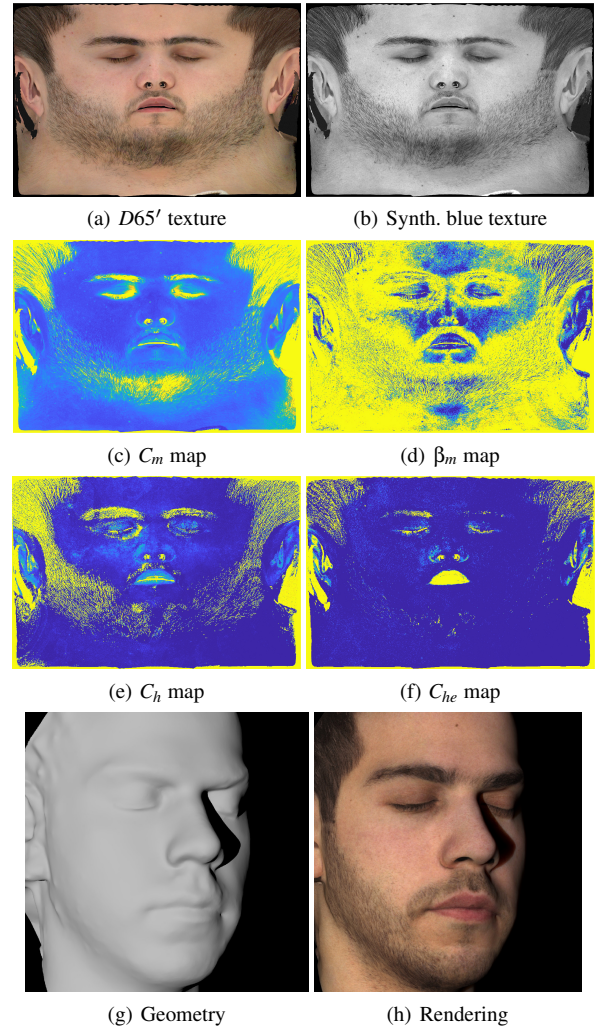 (a) D65′ texture
(b) Synth. blue texture
(c) Cm map
(d) βm map
(e) Ch map
(f) Che map
(g) Geometry
(h) Rendering